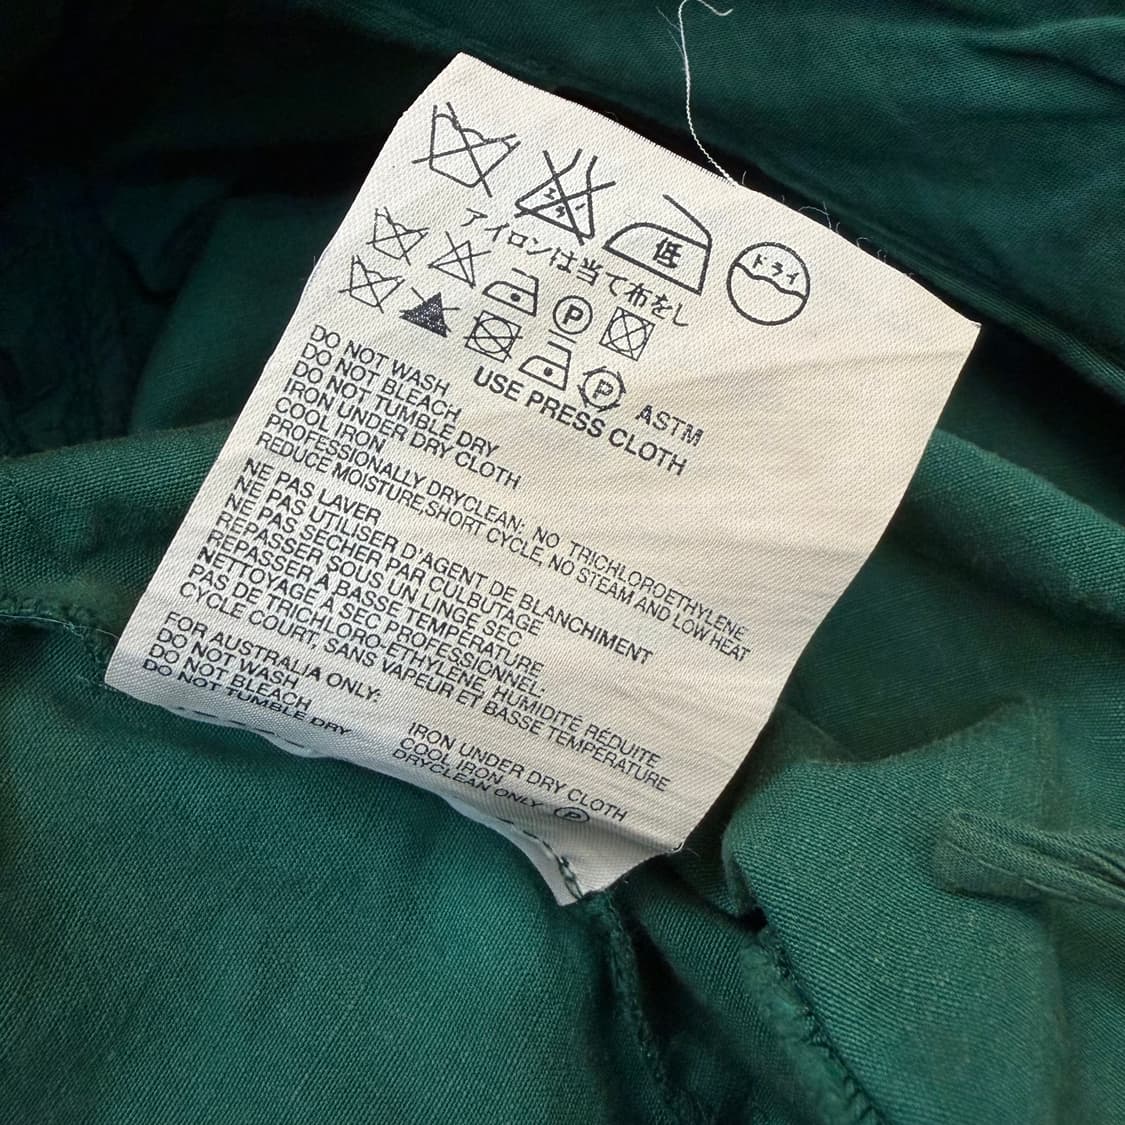 エンソ
低
ドライ
アイロンは当て布をし
P
P
ASTM
USE PRESS CLOTH
DO NOT WASH
DO NOT BLEACH
DO NOT TUMBLE DRY
IRON UNDER DRY CLOTH
COOL IRON
PROFESSIONALLY DRYCLEAN: NO TRICHLOROETHYLENE
REDUCE MOISTURE,SHORT CYCLE, NO STEAM AND LOW HEAT
NE PAS LAVER
NE PAS UTILISER D'AGENT DE BLANCHIMENT
NE PAS SECHER PAR CULBUTAGE
REPASSER SOUS UN LINGE SEC
REPASSER À BASSE TEMPERATURE
NETTOYAGE À SEC PROFESSIONNEL.
PAS DE TRICHLORO-ETHYLENE, HUMIDITÉ RÉDUITE
CYCLE COURT, SANS VAPEUR ET BASSE TEMPERATURE
FOR AUSTRALIA ONLY:
DO NOT WASH
DO NOT BLEACH
DO NOT TUMBLE DRY
IRON UNDER DRY CLOTH
COOL IRON
DRYCLEAN ONLY P